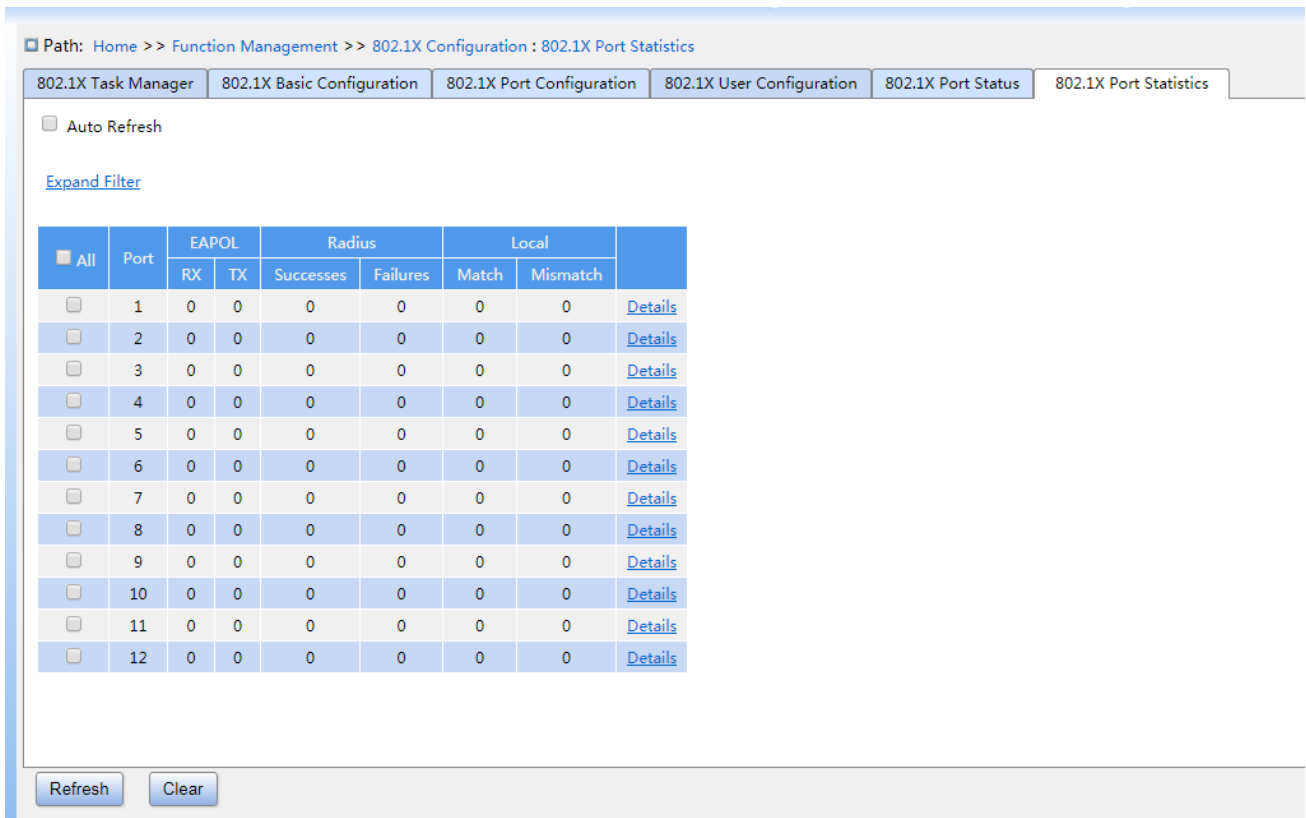 Path: Home >> Function Management >> 802.1X Configuration : 802.1X Port Statistics
802.1X Task Manager 802.1X Basic Configuration 802.1X Port Configuration 802.1X User Configuration 802.1X Port Status 802.1X Port Statistics
Auto Refresh
Expand Filter
All Port EAPOL Radius Local
RX TX Successes Failures Match Mismatch
1 0 0 0 0 0 0 Details
2 0 0 0 0 0 0 Details
3 0 0 0 0 0 0 Details
4 0 0 0 0 0 0 Details
5 0 0 0 0 0 0 Details
6 0 0 0 0 0 0 Details
7 0 0 0 0 0 0 Details
8 0 0 0 0 0 0 Details
9 0 0 0 0 0 0 Details
10 0 0 0 0 0 0 Details
11 0 0 0 0 0 0 Details
12 0 0 0 0 0 0 Details
Refresh Clear